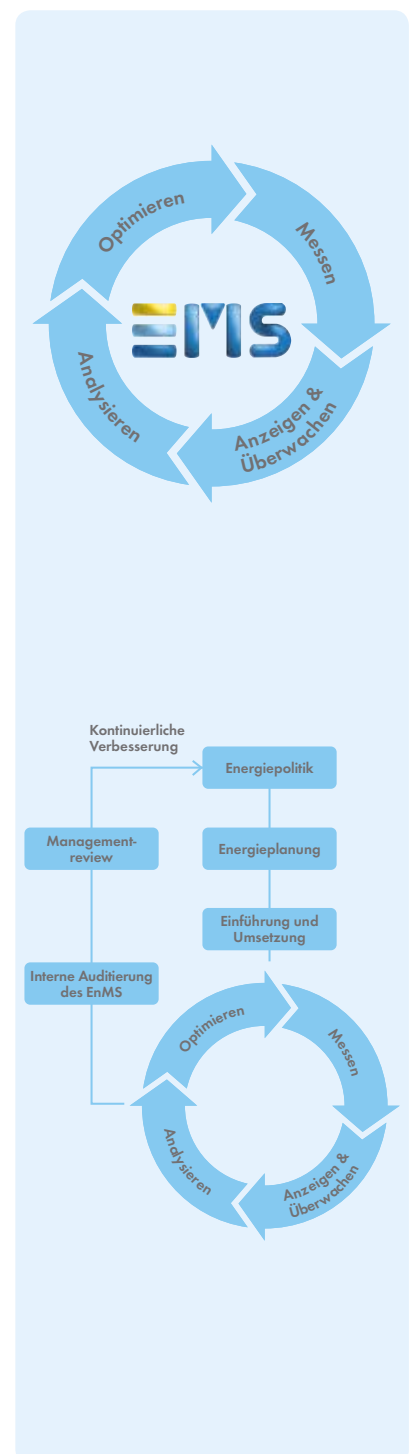 Optimieren
Messen
EMS
Analysieren
Anzeigen &
Überwachen
Kontinuierliche
Verbesserung
Energiepolitik
Management-
review
Energieplanung
Einführung und
Umsetzung
Interne Auditierung
des EnMS
Optimieren
Messen
Analysieren
Anzeigen &
Überwachen